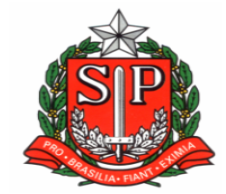 SP
PRO • BRASILIA • FIANT • EXIMIA